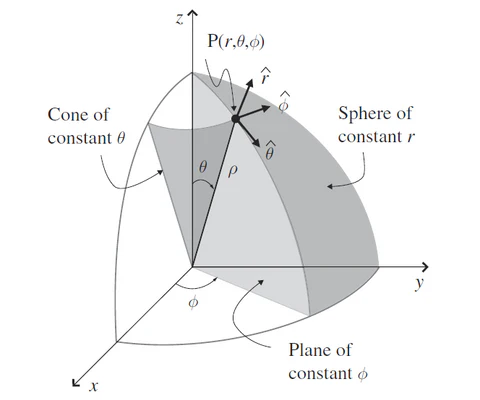 z
P(r,θ,ϕ)
r̂
ϕ̂
Cone of
constant θ
Sphere of
constant r
θ̂
θ
ρ
y
ϕ
Plane of
constant ϕ
x